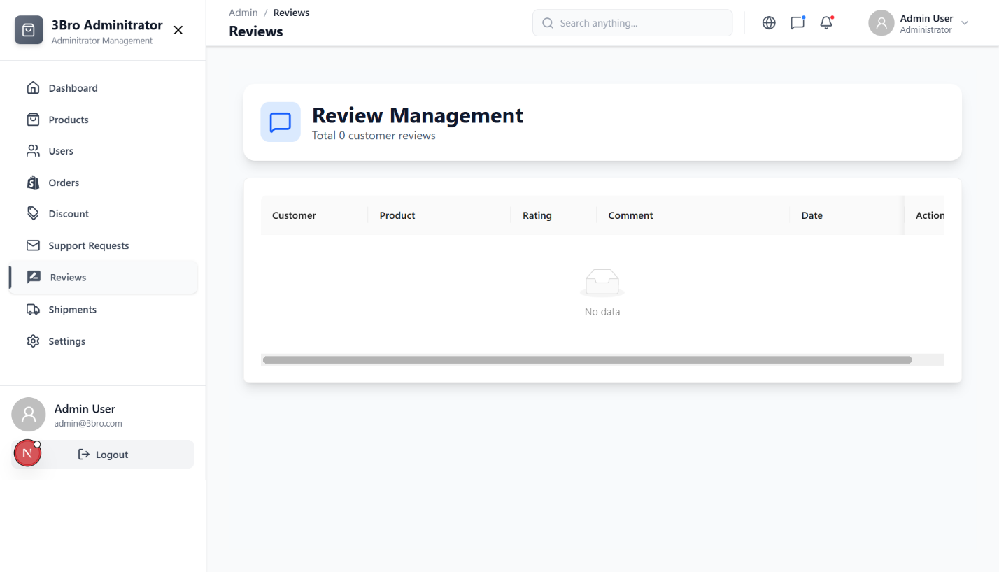 3Bro Adminitrator
Adminitrator Management
Dashboard
Products
Users
Orders
Discount
Support Requests
Reviews
Shipments
Settings
Admin User
admin@3bro.com
N
Logout
Admin / Reviews
Reviews
Search anything...
Admin User
Administrator
Review Management
Total 0 customer reviews
Customer Product Rating Comment Date Action
No data